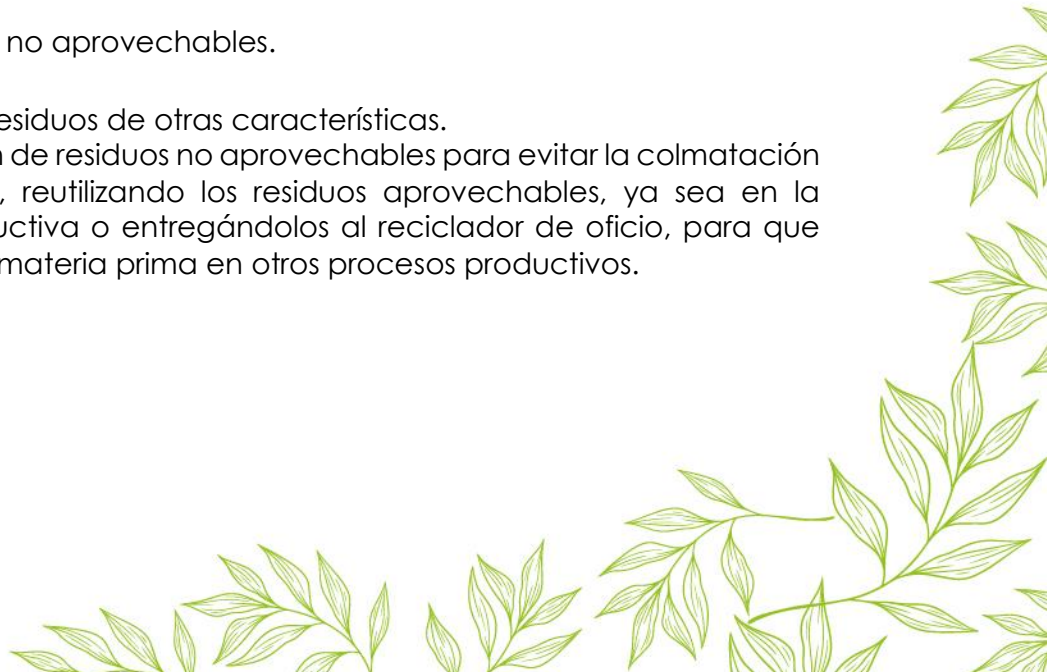 no aprovechables.
esiduos de otras características.
n de residuos no aprovechables para evitar la colmatación
, reutilizando los residuos aprovechables, ya sea en la
uctiva o entregándolos al reciclador de oficio, para que
materia prima en otros procesos productivos.